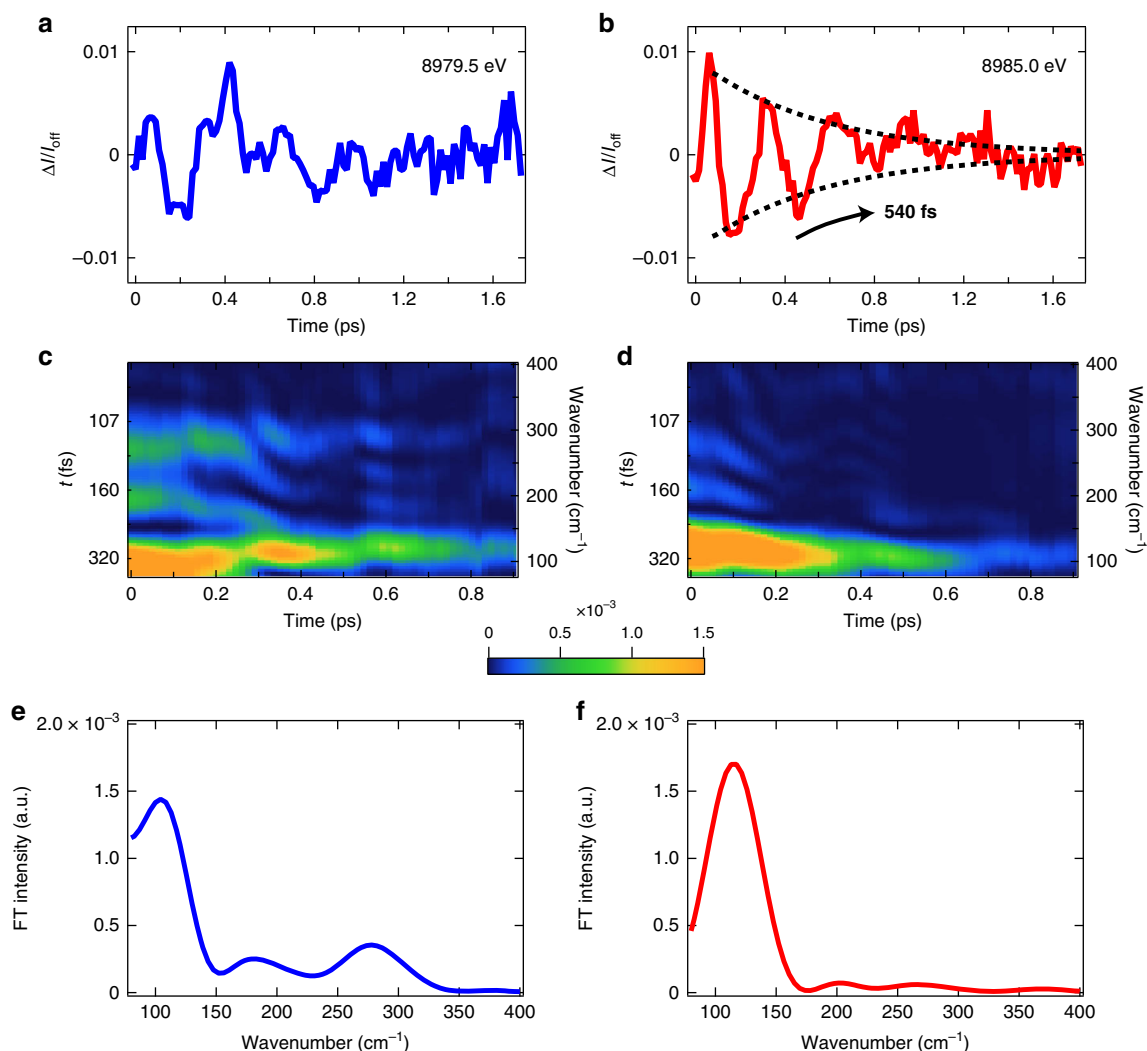 a
0.01
0
–0.01
ΔI/Ioff
8979.5 eV
0 0.4 0.8 1.2 1.6
Time (ps)
b
0.01
0
–0.01
ΔI/Ioff
8985.0 eV
540 fs
0 0.4 0.8 1.2 1.6
Time (ps)
c
107
160
320
t (fs)
400
300
200
100
Wavenumber (cm⁻¹)
0 0.2 0.4 0.6 0.8
Time (ps)
d
107
160
320
t (fs)
400
300
200
100
Wavenumber (cm⁻¹)
0 0.2 0.4 0.6 0.8
Time (ps)
×10⁻³
0 0.5 1.0 1.5
e
2.0 × 10⁻³
1.5
1.0
0.5
0
FT intensity (a.u.)
100 150 200 250 300 350 400
Wavenumber (cm⁻¹)
f
2.0 × 10⁻³
1.5
1.0
0.5
0
FT intensity (a.u.)
100 150 200 250 300 350 400
Wavenumber (cm⁻¹)